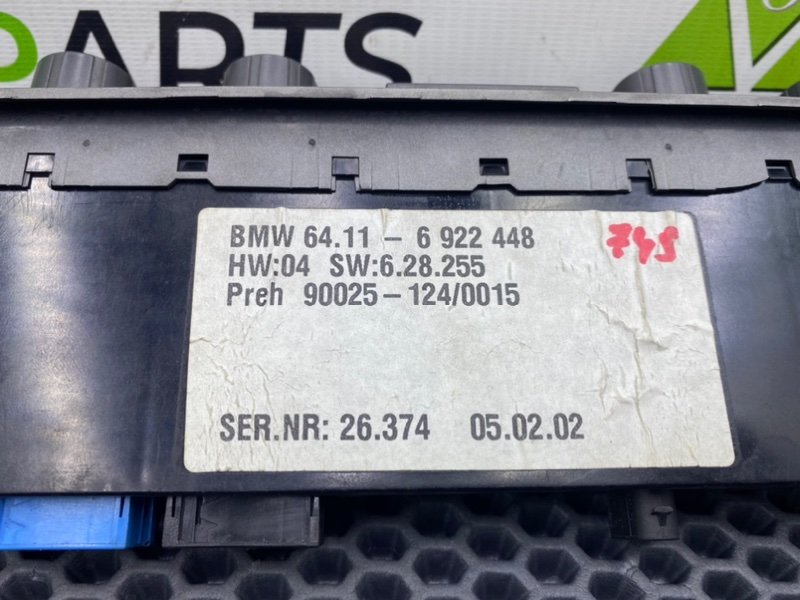 PARTS
BMW 64.11 – 6 922 448
HW:04 SW:6.28.255
Preh 90025–124/0015
SER.NR: 26.374 05.02.02